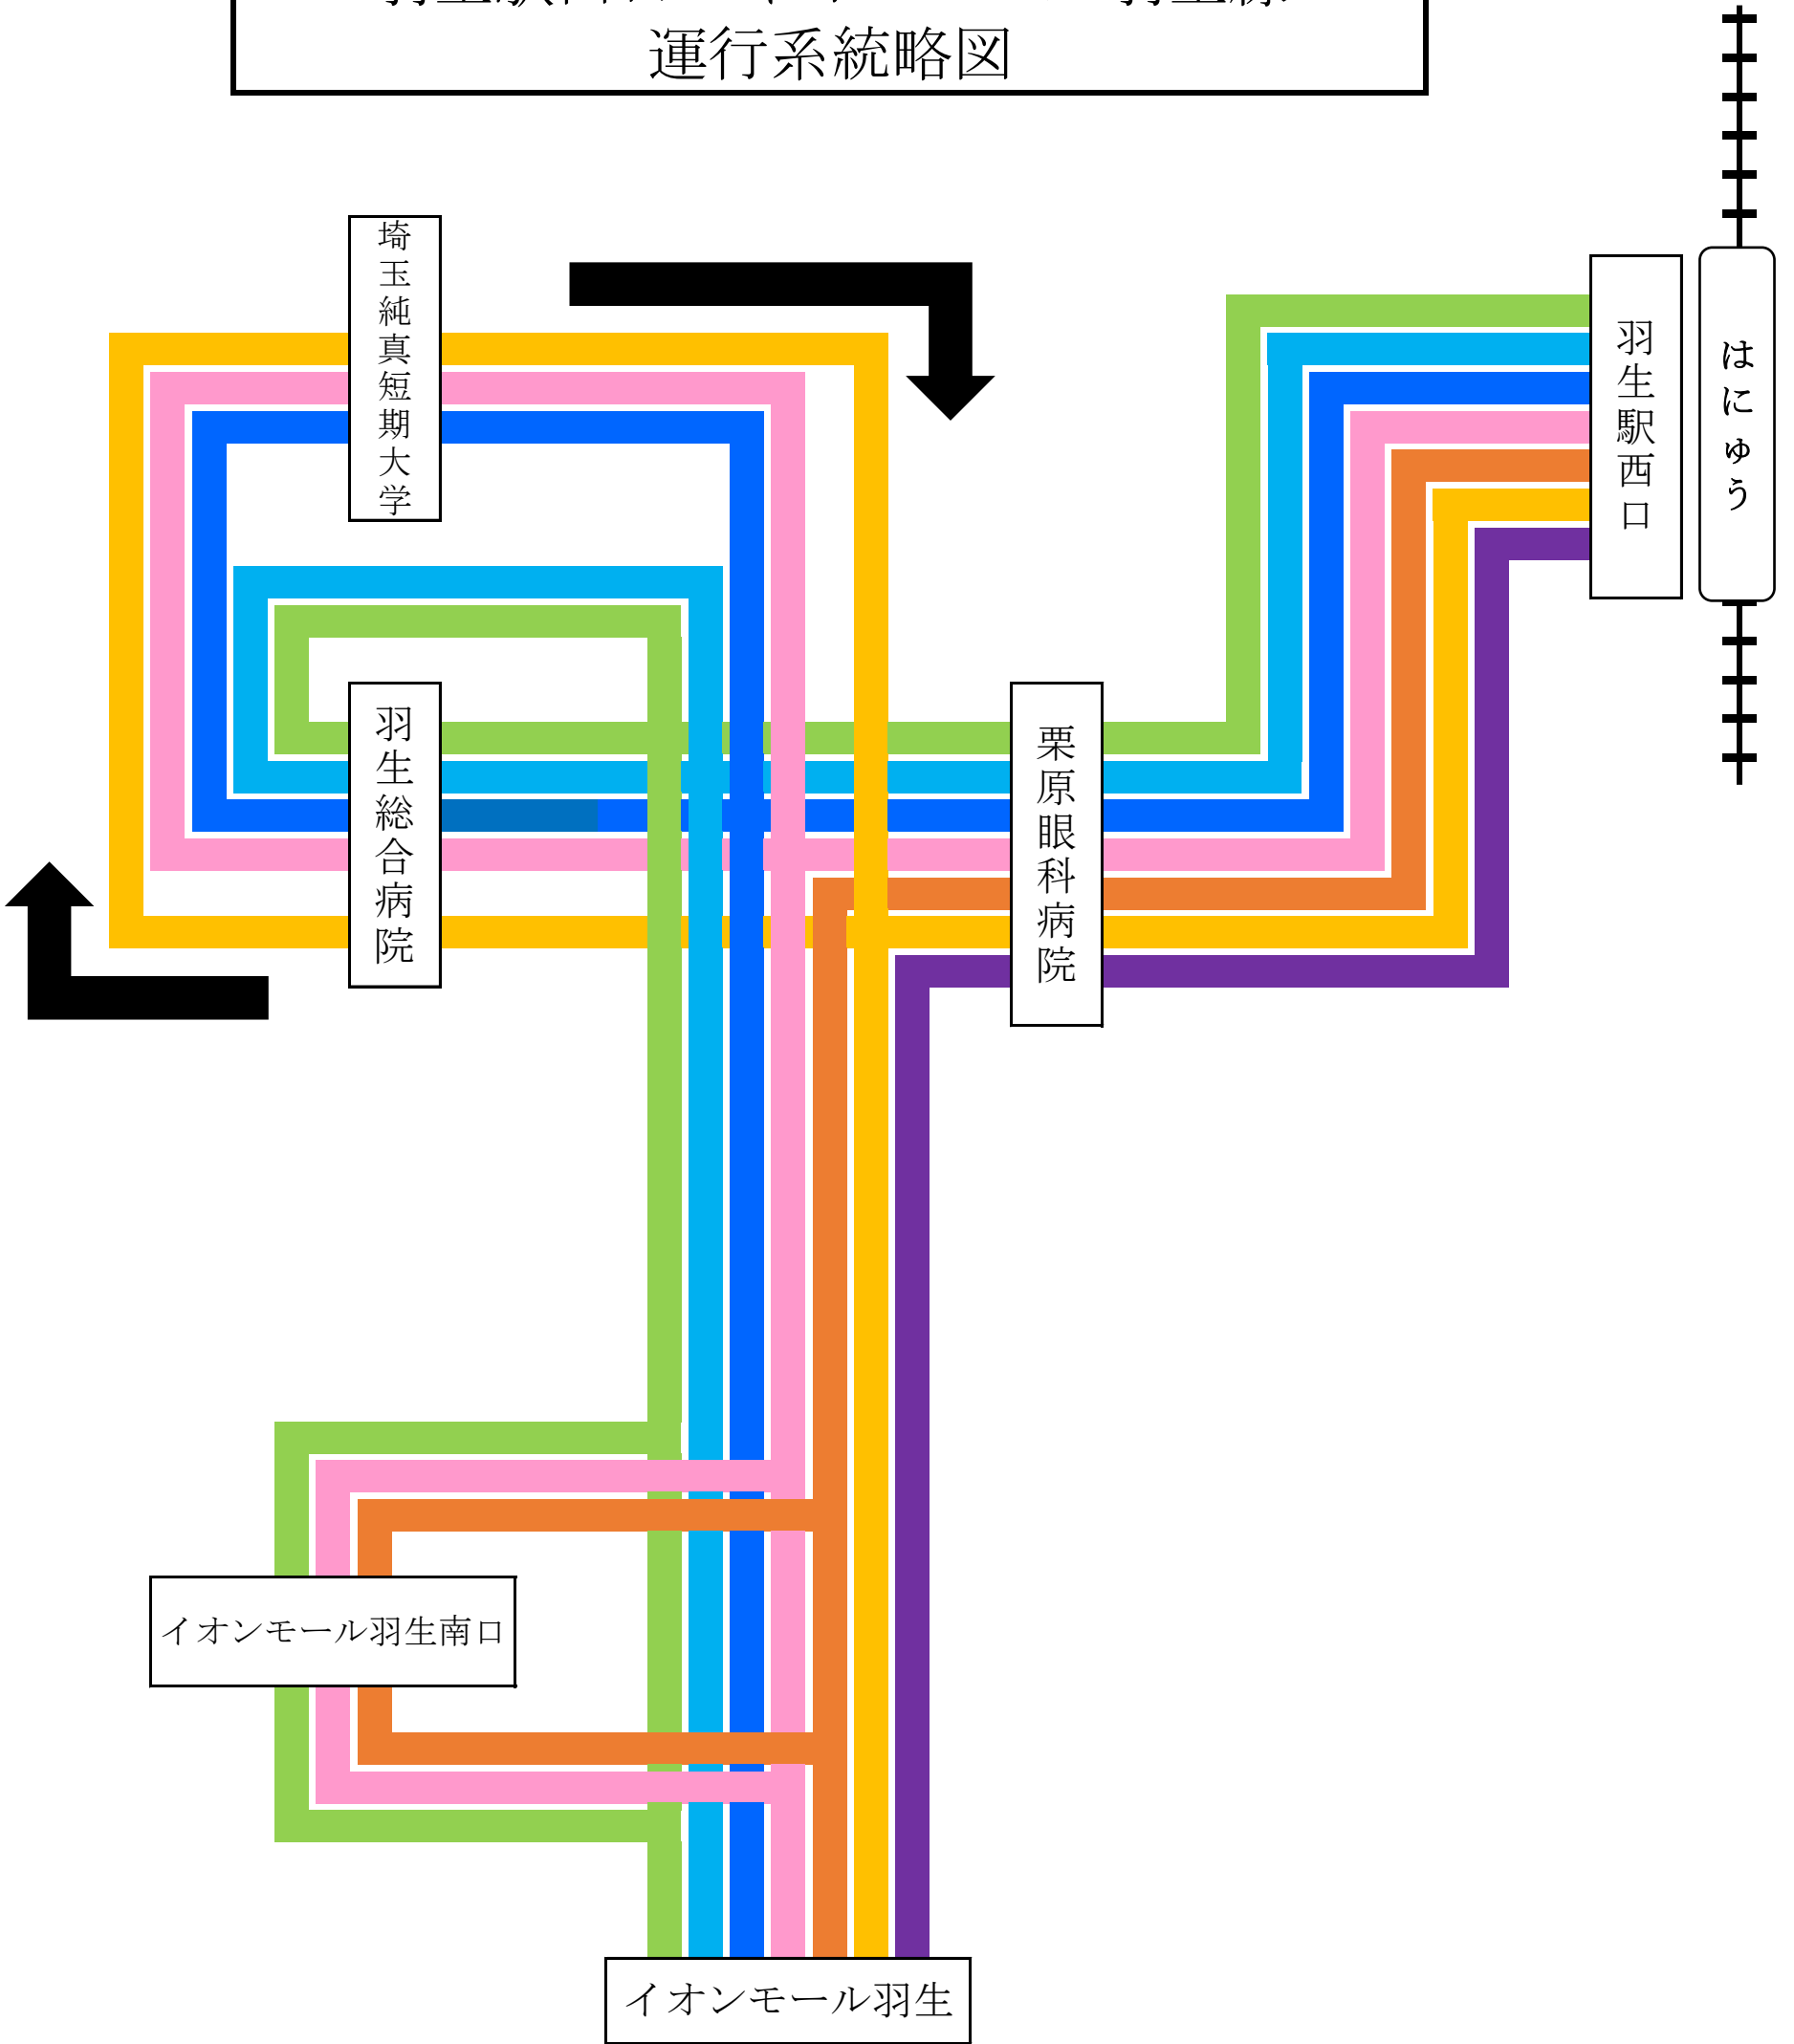 運行系統略図
埼玉純真短期大学
羽生駅西口
はにゅう
羽生総合病院
栗原眼科病院
イオンモール羽生南口
イオンモール羽生